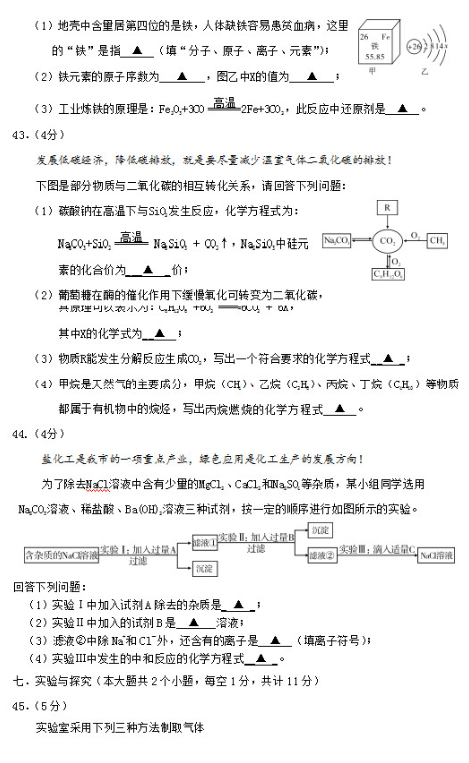 (1) 地壳中含量居第四位的是铁，人体缺铁容易患贫血病，这里
的“铁”是指 ▲ (填“分子、原子、离子、元素”)；
26 Fe
铁
55.85
甲
+26 2 8 14 x
乙
(2) 铁元素的原子序数为 ▲ ，图乙中X的值为 ▲ ；
(3) 工业炼铁的原理是：Fe₂O₃+3CO 高温 2Fe+3CO₂，此反应中还原剂是 ▲ 。
43.(4分)
发展低碳经济，降低碳排放，就是要尽量减少温室气体二氧化碳的排放！
下图是部分物质与二氧化碳的相互转化关系，请回答下列问题：
(1) 碳酸钠在高温下与SiO₂发生反应，化学方程式为：
Na₂CO₃+SiO₂ 高温 Na₂SiO₃ + CO₂↑，Na₂SiO₃中硅元
素的化合价为 ▲ 价；
R
Na₂CO₃
CO₂
O₂
CH₄
O₂
C₆H₁₂O₆
(2) 葡萄糖在酶的催化作用下缓慢氧化可转变为二氧化碳，
其原理可以表示为：C₆H₁₂O₆ +6O₂ 6CO₂ + 6X，
其中X的化学式为 ▲ ；
(3) 物质R能发生分解反应生成CO₂，写出一个符合要求的化学方程式 ▲ ；
(4) 甲烷是天然气的主要成分，甲烷(CH₄)、乙烷(C₂H₆)、丙烷、丁烷(C₄H₁₀)等物质
都属于有机物中的烷烃，写出丙烷燃烧的化学方程式 ▲ 。
44.(4分)
盐化工是我市的一项重点产业，绿色应用是化工生产的发展方向！
为了除去NaCl溶液中含有少量的MgCl₂、CaCl₂和Na₂SO₄等杂质，某小组同学选用
Na₂CO₃溶液、稀盐酸、Ba(OH)₂溶液三种试剂，按一定的顺序进行如图所示的实验。
含杂质的NaCl溶液
实验Ⅰ：加入过量A
过滤
滤液①
沉淀
实验Ⅱ：加入过量B
过滤
沉淀
滤液②
实验Ⅲ：滴入适量C
NaCl溶液
回答下列问题：
(1) 实验Ⅰ中加入试剂A除去的杂质是 ▲ ；
(2) 实验Ⅱ中加入的试剂B是 ▲ 溶液；
(3) 滤液②中除Na⁺和Cl⁻外，还含有的离子是 ▲ (填离子符号)；
(4) 实验Ⅲ中发生的中和反应的化学方程式 ▲ 。
七．实验与探究(本大题共2个小题，每空1分，共计11分)
45.(5分)
实验室采用下列三种方法制取气体